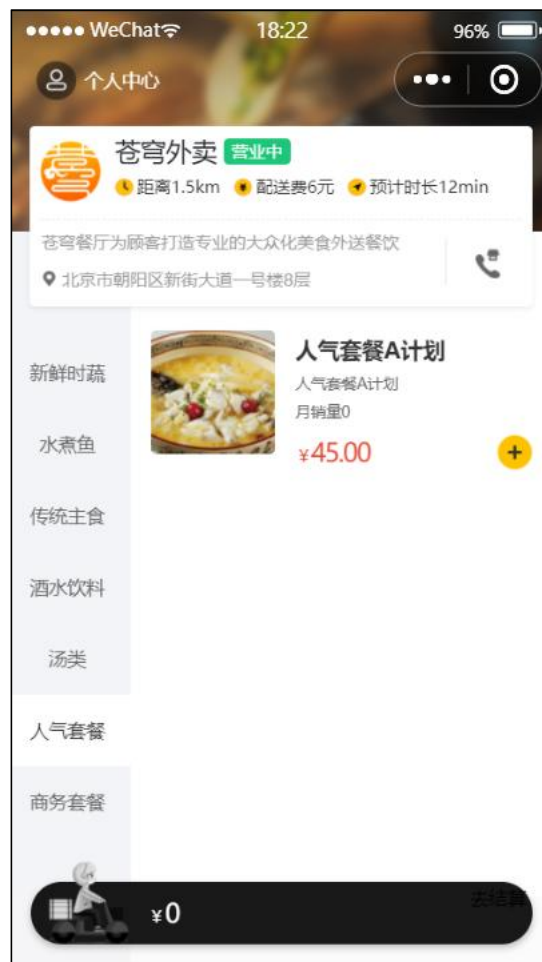 WeChat
18:22
96%
个人中心
苍穹外卖 营业中
距离1.5km 配送费6元 预计时长12min
苍穹餐厅为顾客打造专业的大众化美食外送餐饮
北京市朝阳区新街大道一号楼8层
新鲜时蔬
水煮鱼
传统主食
酒水饮料
汤类
人气套餐
商务套餐
人气套餐A计划
人气套餐A计划
月销量0
¥45.00
¥0
去结算